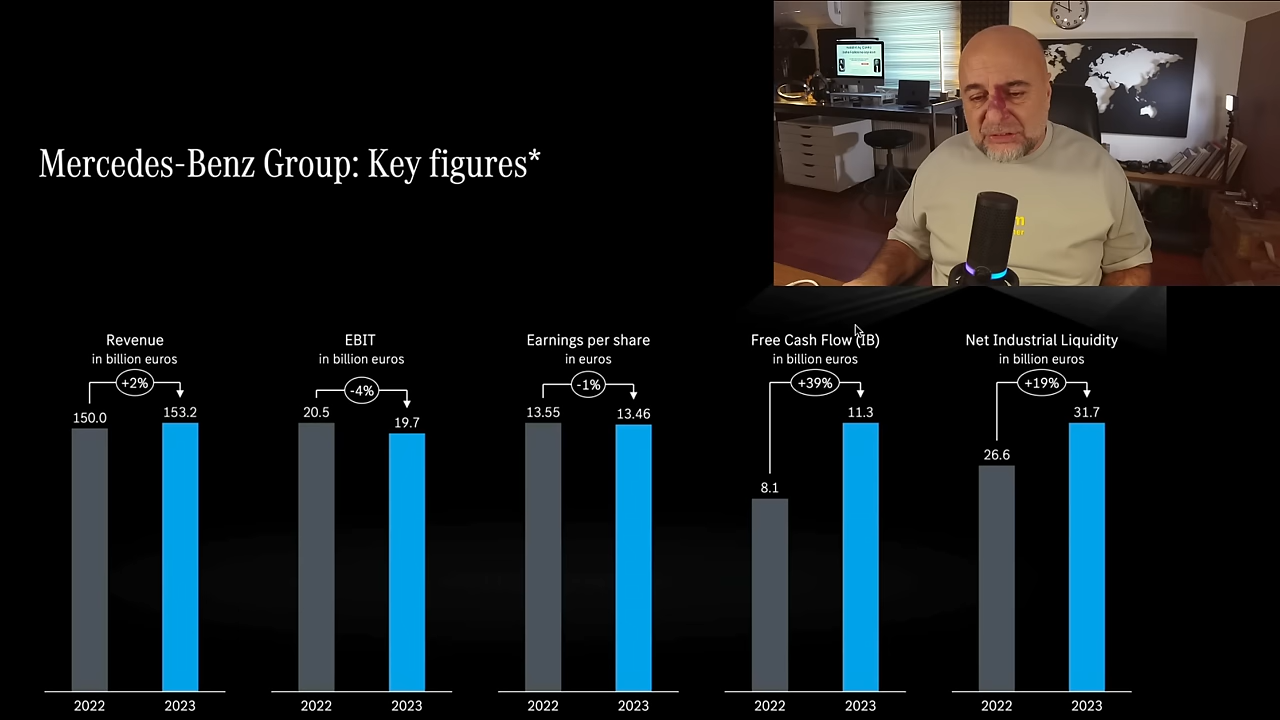 Mercedes-Benz Group: Key figures*
Revenue
in billion euros
+2%
150.0
153.2
2022
2023
EBIT
in billion euros
-4%
20.5
19.7
2022
2023
Earnings per share
in euros
-1%
13.55
13.46
2022
2023
Free Cash Flow (IB)
in billion euros
+39%
8.1
11.3
2022
2023
Net Industrial Liquidity
in billion euros
+19%
26.6
31.7
2022
2023